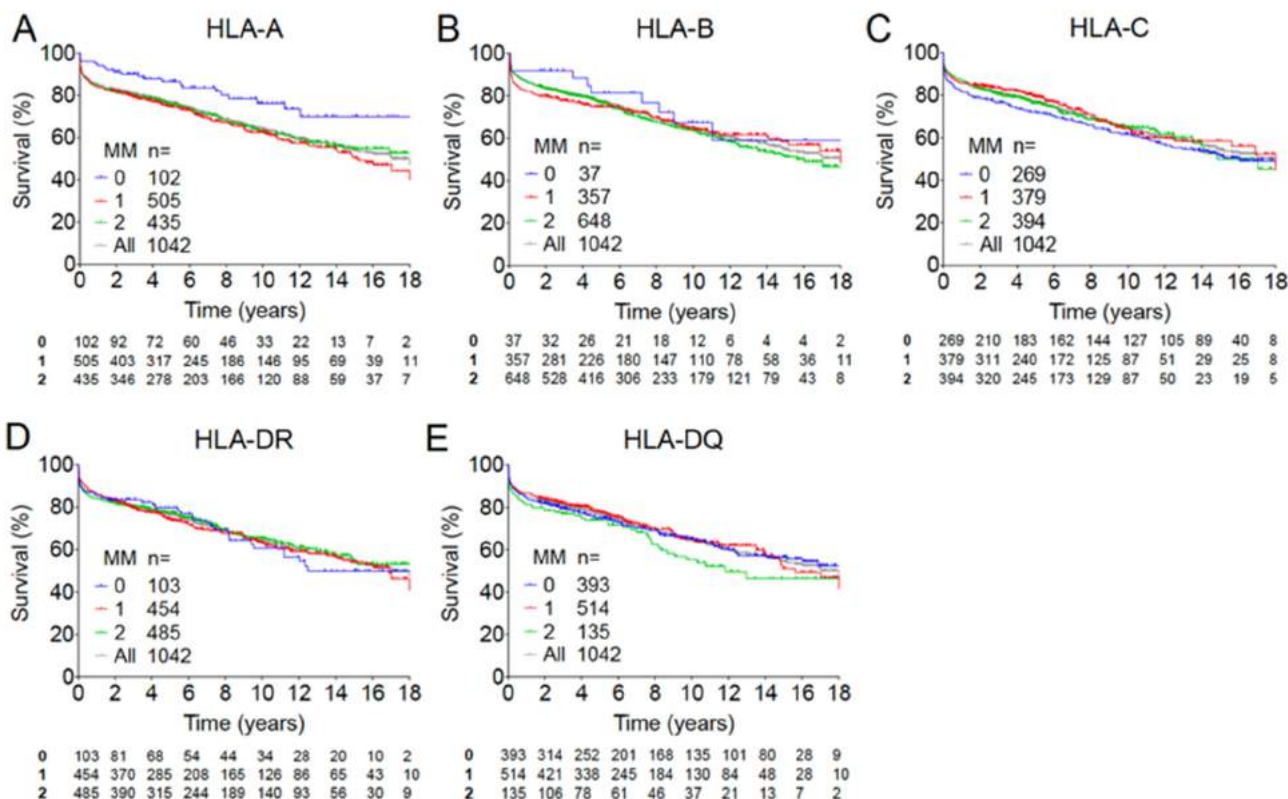 A HLA-A
Survival (%)
100
80
60
40
20
0
MM n=
0 102
1 505
2 435
All 1042
0 2 4 6 8 10 12 14 16 18
Time (years)
0 102 92 72 60 46 33 22 13 7 2
1 505 403 317 245 186 146 95 69 39 11
2 435 346 278 203 166 120 88 59 37 7
B HLA-B
Survival (%)
100
80
60
40
20
0
MM n=
0 37
1 357
2 648
All 1042
0 2 4 6 8 10 12 14 16 18
Time (years)
0 37 32 26 21 18 12 6 4 4 2
1 357 281 226 180 147 110 78 58 36 11
2 648 528 416 306 233 179 121 79 43 8
C HLA-C
Survival (%)
100
80
60
40
20
0
MM n=
0 269
1 379
2 394
All 1042
0 2 4 6 8 10 12 14 16 18
Time (years)
0 269 210 183 162 144 127 105 89 40 8
1 379 311 240 172 125 87 51 29 25 8
2 394 320 245 173 129 87 50 23 19 5
D HLA-DR
Survival (%)
100
80
60
40
20
0
MM n=
0 103
1 454
2 485
All 1042
0 2 4 6 8 10 12 14 16 18
Time (years)
0 103 81 68 54 44 34 28 20 10 2
1 454 370 285 208 165 126 86 65 43 10
2 485 390 315 244 189 140 93 56 30 9
E HLA-DQ
Survival (%)
100
80
60
40
20
0
MM n=
0 393
1 514
2 135
All 1042
0 2 4 6 8 10 12 14 16 18
Time (years)
0 393 314 252 201 168 135 101 80 28 9
1 514 421 338 245 184 130 84 48 28 10
2 135 106 78 61 46 37 21 13 7 2